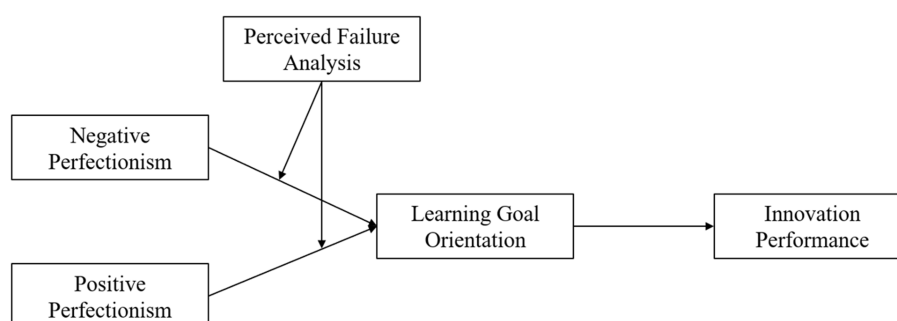 Perceived Failure
Analysis
Negative
Perfectionism
Learning Goal
Orientation
Innovation
Performance
Positive
Perfectionism